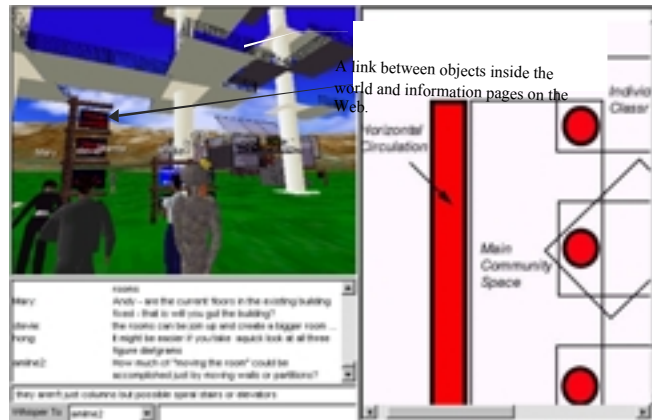 A link between objects inside the
world and information pages on the
Web.
Individ
Classr
Horizontal
Circulation
Main
Community
Space
Mary
rooms
Mary: Andy - are the current floors in the existing building
fixed - that is will you gut the building?
stevie: the rooms can be join up and create a bigger room ...
hong: it might be easier if you take a quick look at all three
figure diatgrams
amine2: How much of "moving the room" could be
accomplished just by moving walls or partitions?
they aren't just columns but possible spiral stairs or elevators
Whisper To: amine2